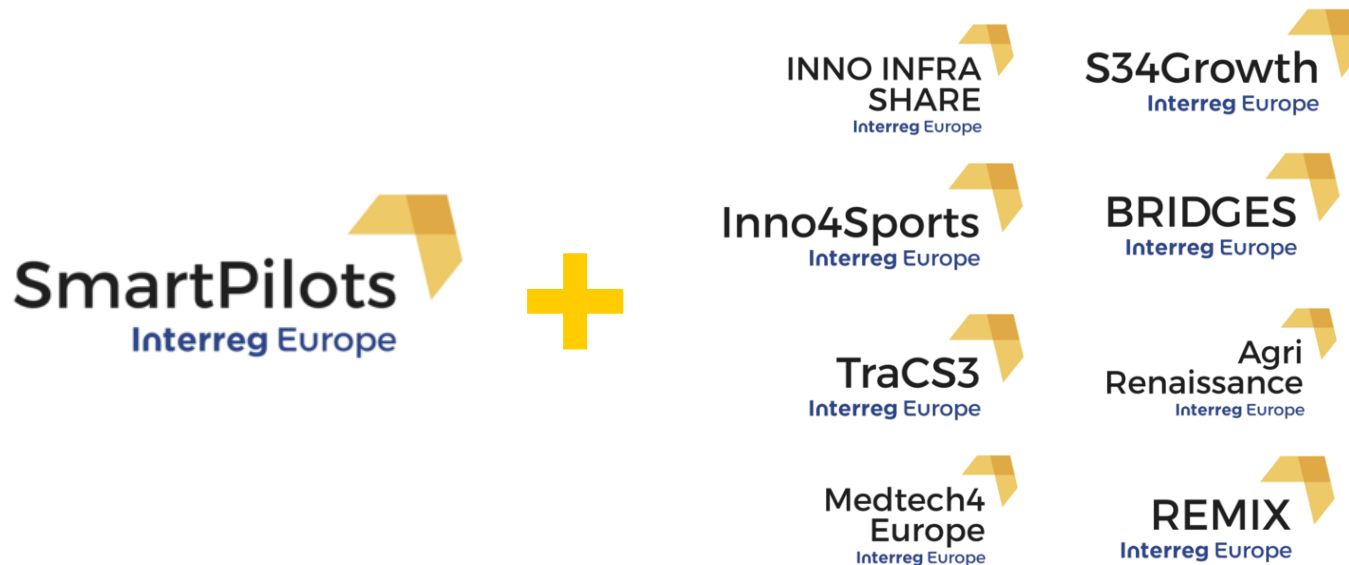 SmartPilots
Interreg Europe
INNO INFRA
SHARE
Interreg Europe
S34Growth
Interreg Europe
Inno4Sports
Interreg Europe
BRIDGES
Interreg Europe
TraCS3
Interreg Europe
Agri
Renaissance
Interreg Europe
Medtech4
Europe
Interreg Europe
REMIX
Interreg Europe